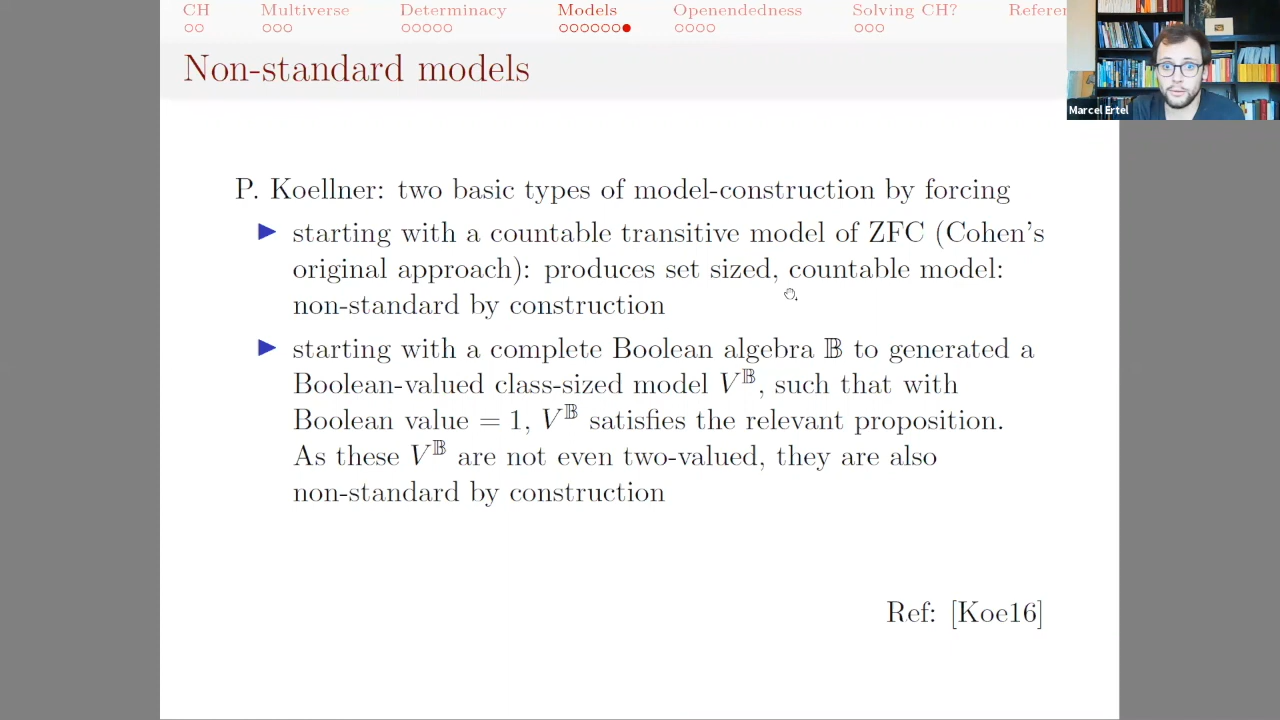 CH Multiverse Determinacy Models Openendedness Solving CH? Refere
Non-standard models
Marcel Ertel
P. Koellner: two basic types of model-construction by forcing
▶ starting with a countable transitive model of ZFC (Cohen's
original approach): produces set sized, countable model:
non-standard by construction
▶ starting with a complete Boolean algebra 𝔹 to generated a
Boolean-valued class-sized model V^𝔹, such that with
Boolean value = 1, V^𝔹 satisfies the relevant proposition.
As these V^𝔹 are not even two-valued, they are also
non-standard by construction
Ref: [Koe16]